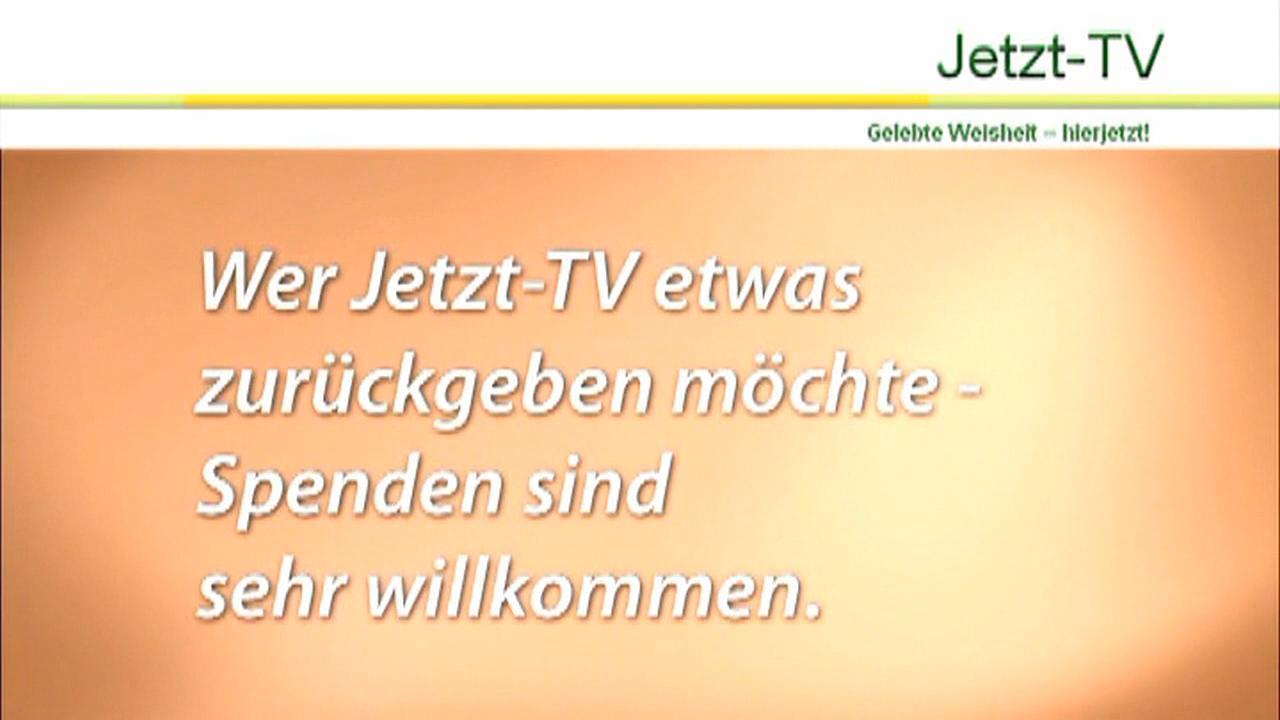 Jetzt-TV
Gelebte Weisheit – hierjetzt!
Wer Jetzt-TV etwas
zurückgeben möchte -
Spenden sind
sehr willkommen.